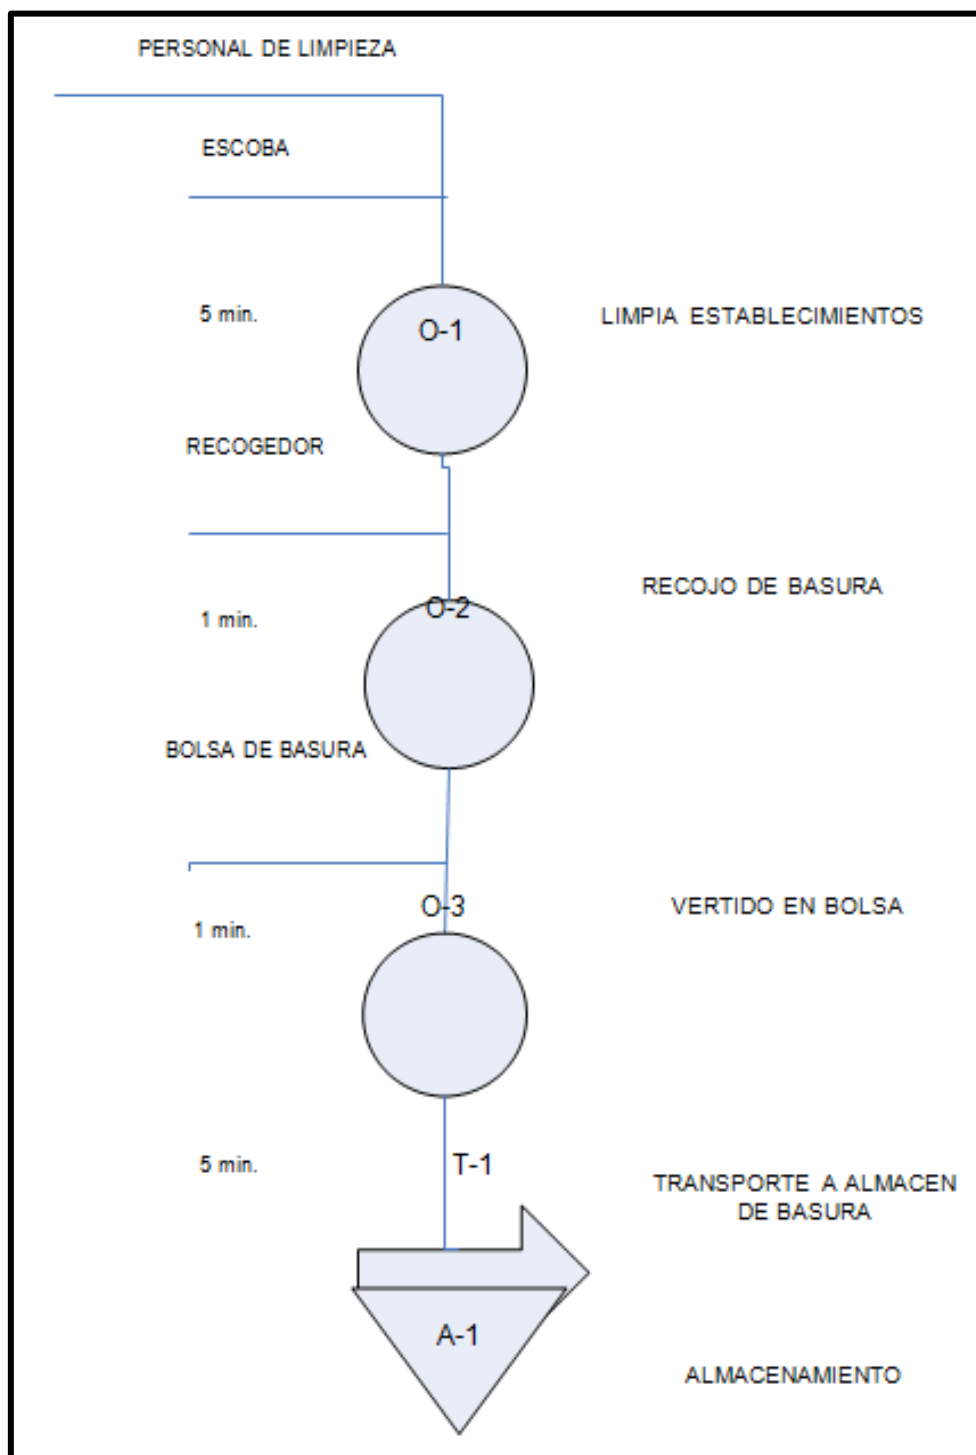 PERSONAL DE LIMPIEZA
ESCOBA
5 min.
O-1
LIMPIA ESTABLECIMIENTOS
RECOGEDOR
RECOJO DE BASURA
1 min.
O-2
BOLSA DE BASURA
O-3
VERTIDO EN BOLSA
1 min.
5 min.
T-1
TRANSPORTE A ALMACEN
DE BASURA
A-1
ALMACENAMIENTO